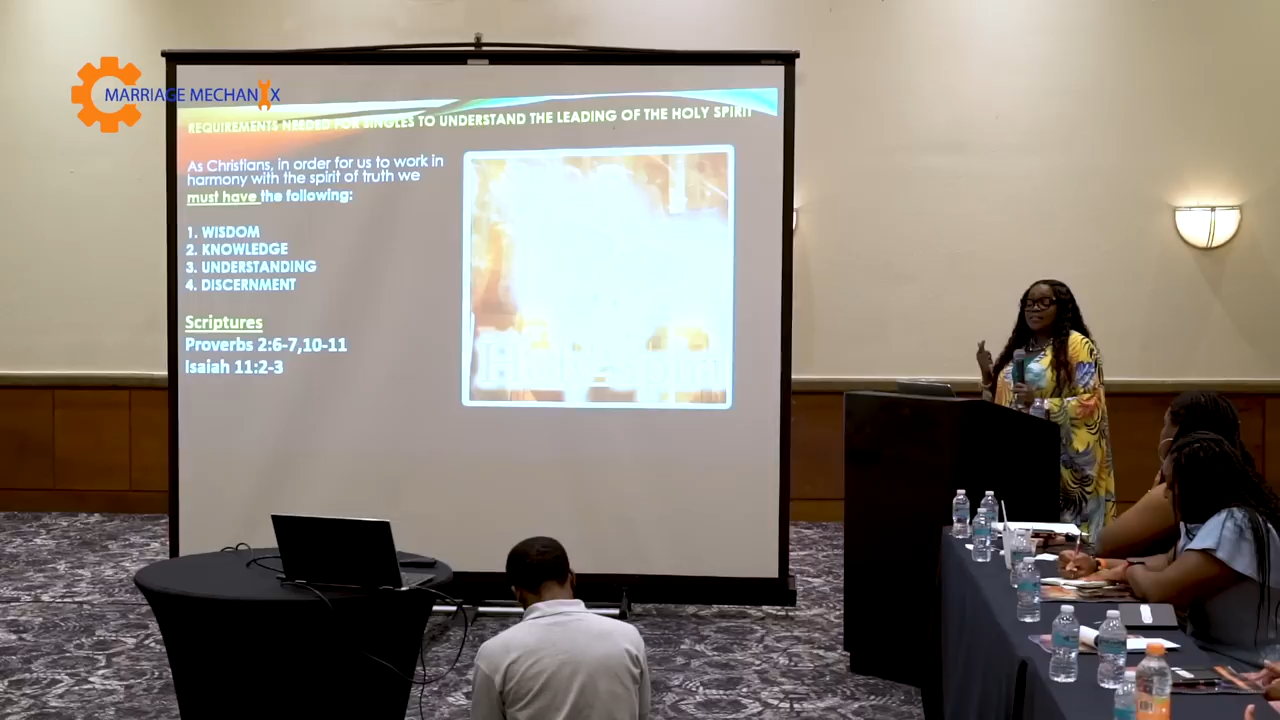 MARRIAGE MECHANIX
REQUIREMENTS NEEDED FOR SINGLES TO UNDERSTAND THE LEADING OF THE HOLY SPIRIT
As Christians, in order for us to work in
harmony with the spirit of truth we
must have the following:
1. WISDOM
2. KNOWLEDGE
3. UNDERSTANDING
4. DISCERNMENT
Scriptures
Proverbs 2:6-7,10-11
Isaiah 11:2-3